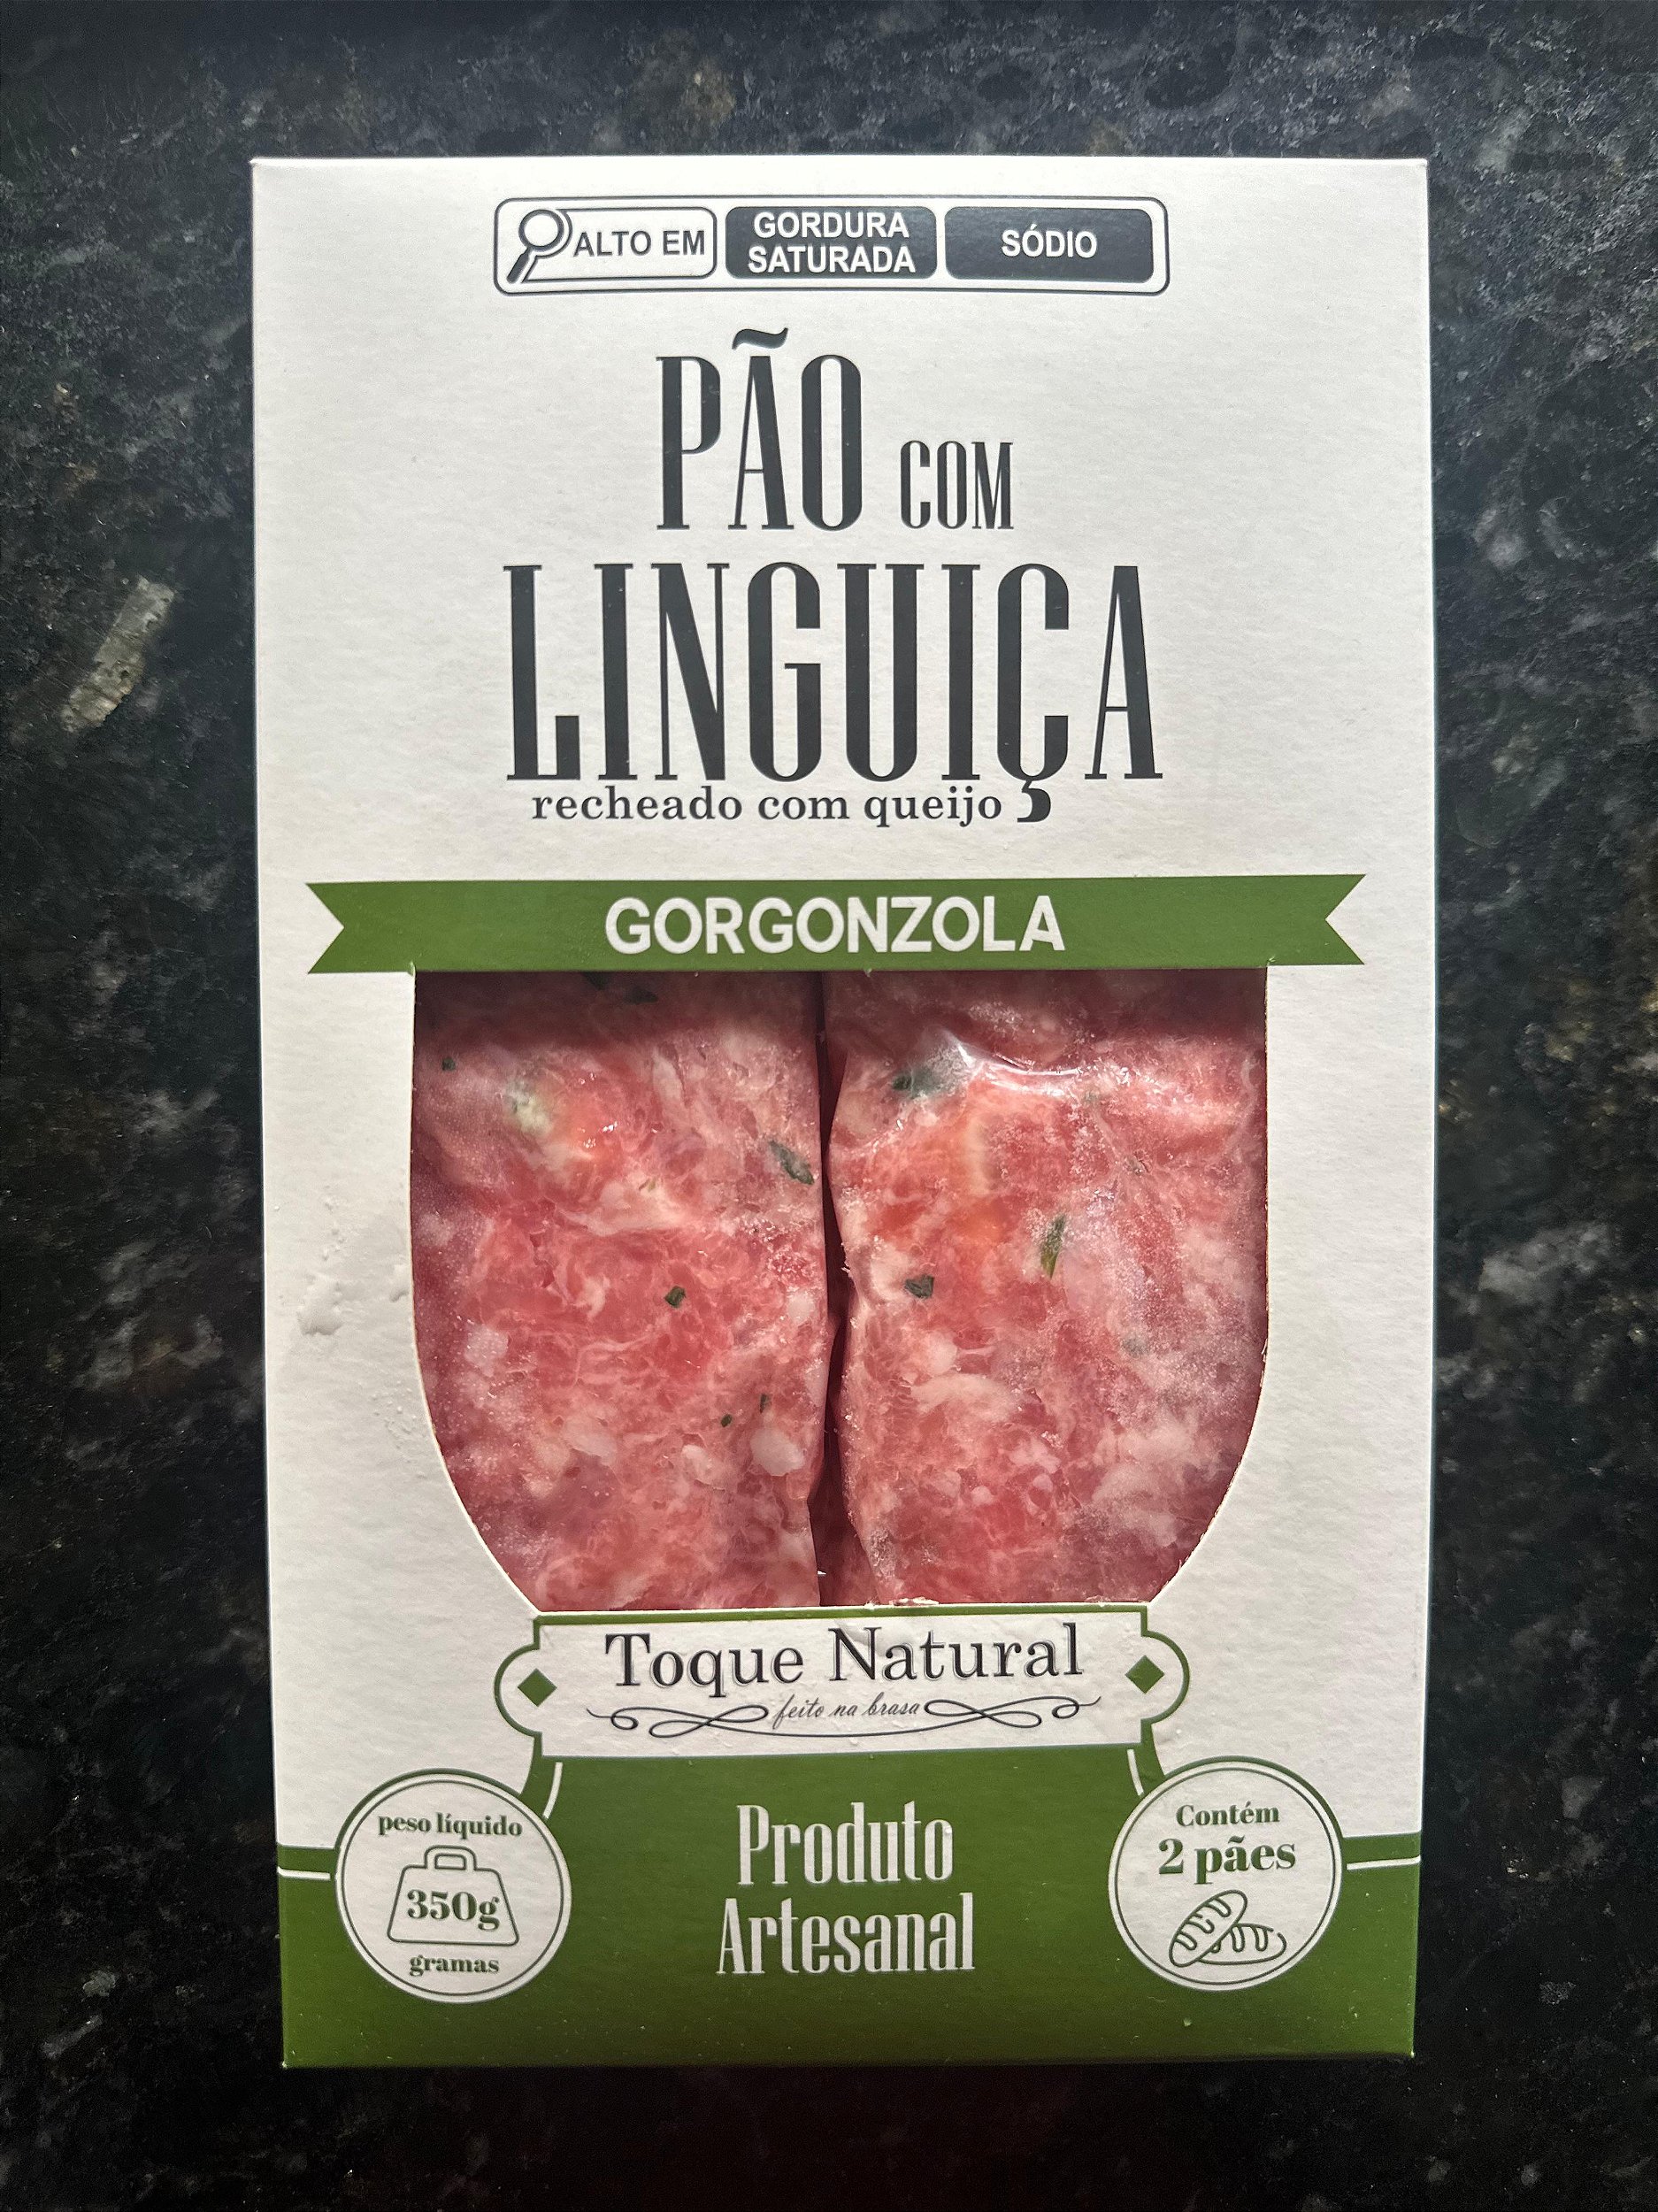 ALTO EM
GORDURA
SATURADA
SÓDIO
PÃO COM
LINGUIÇA
recheado com queijo
GORGONZOLA
Toque Natural
feito na brasa
peso líquido
350g
gramas
Produto
Artesanal
Contém
2 pães